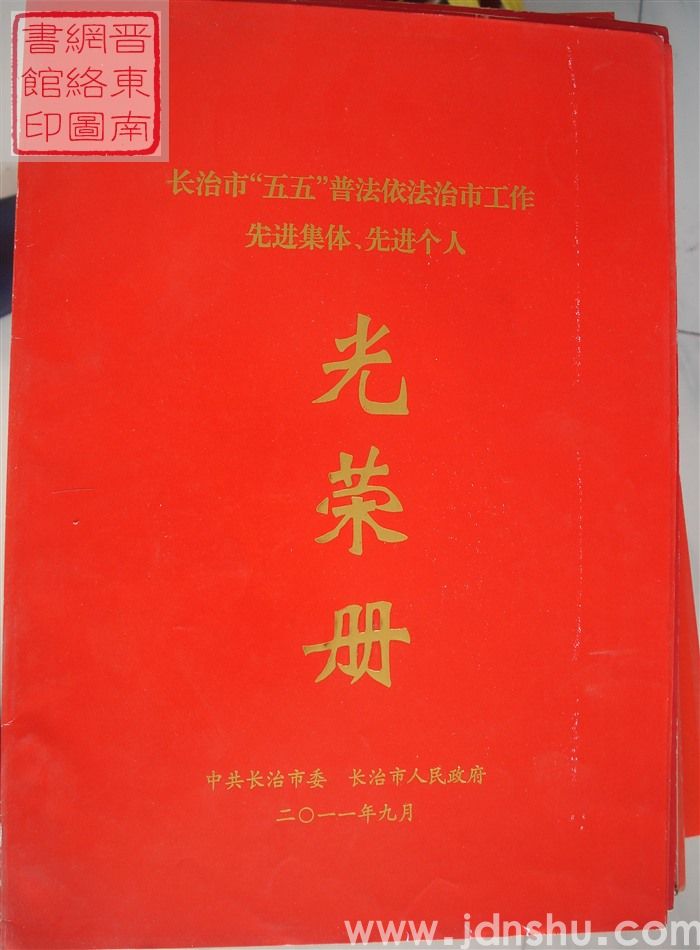 晋東南
網絡圖
書館印
长治市“五五”普法依法治市工作
先进集体、先进个人
光
荣
册
中共长治市委 长治市人民政府
二〇一一年九月
www.jdnshu.com